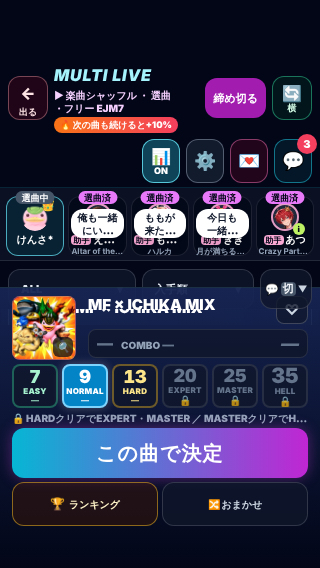 出る
MULTI LIVE
▶ 楽曲シャッフル ・ 選曲
・フリー EJM7
🔥 次の曲も続けると+10%
締め切る
横
ON
3
選曲中
けんさ*
選曲済
俺も一緒
にい…
助手
Altar of the…
選曲済
ももが
来た…
助手 も…
ハルカ
選曲済
今日も
一緒…
助手
月が満ちる…
選曲済
助手 あつ
Crazy Part…
切 ▼
ME × ICHIKA MIX
COMBO —
7
EASY
—
9
NORMAL
—
13
HARD
—
20
EXPERT
25
MASTER
35
HELL
🔒 HARDクリアでEXPERT・MASTER ／ MASTERクリアでH…
この曲で決定
🏆 ランキング
🔀おまかせ